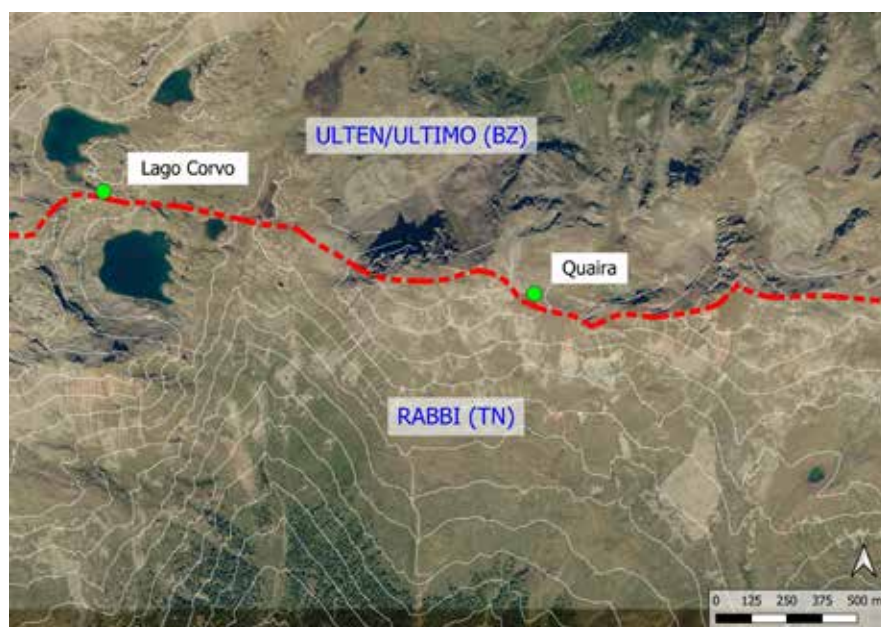 ULTEN/ULTIMO (BZ)
Lago Corvo
Quaira
RABBI (TN)
0 125 250 375 500 m